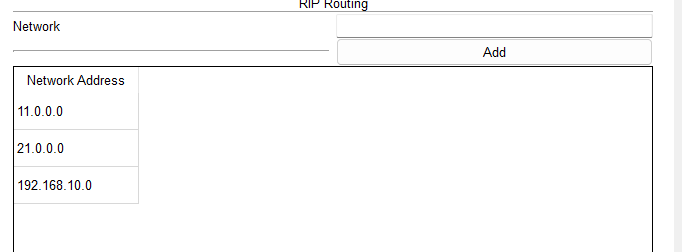 RIP Routing
Network
Add
Network Address
11.0.0.0
21.0.0.0
192.168.10.0